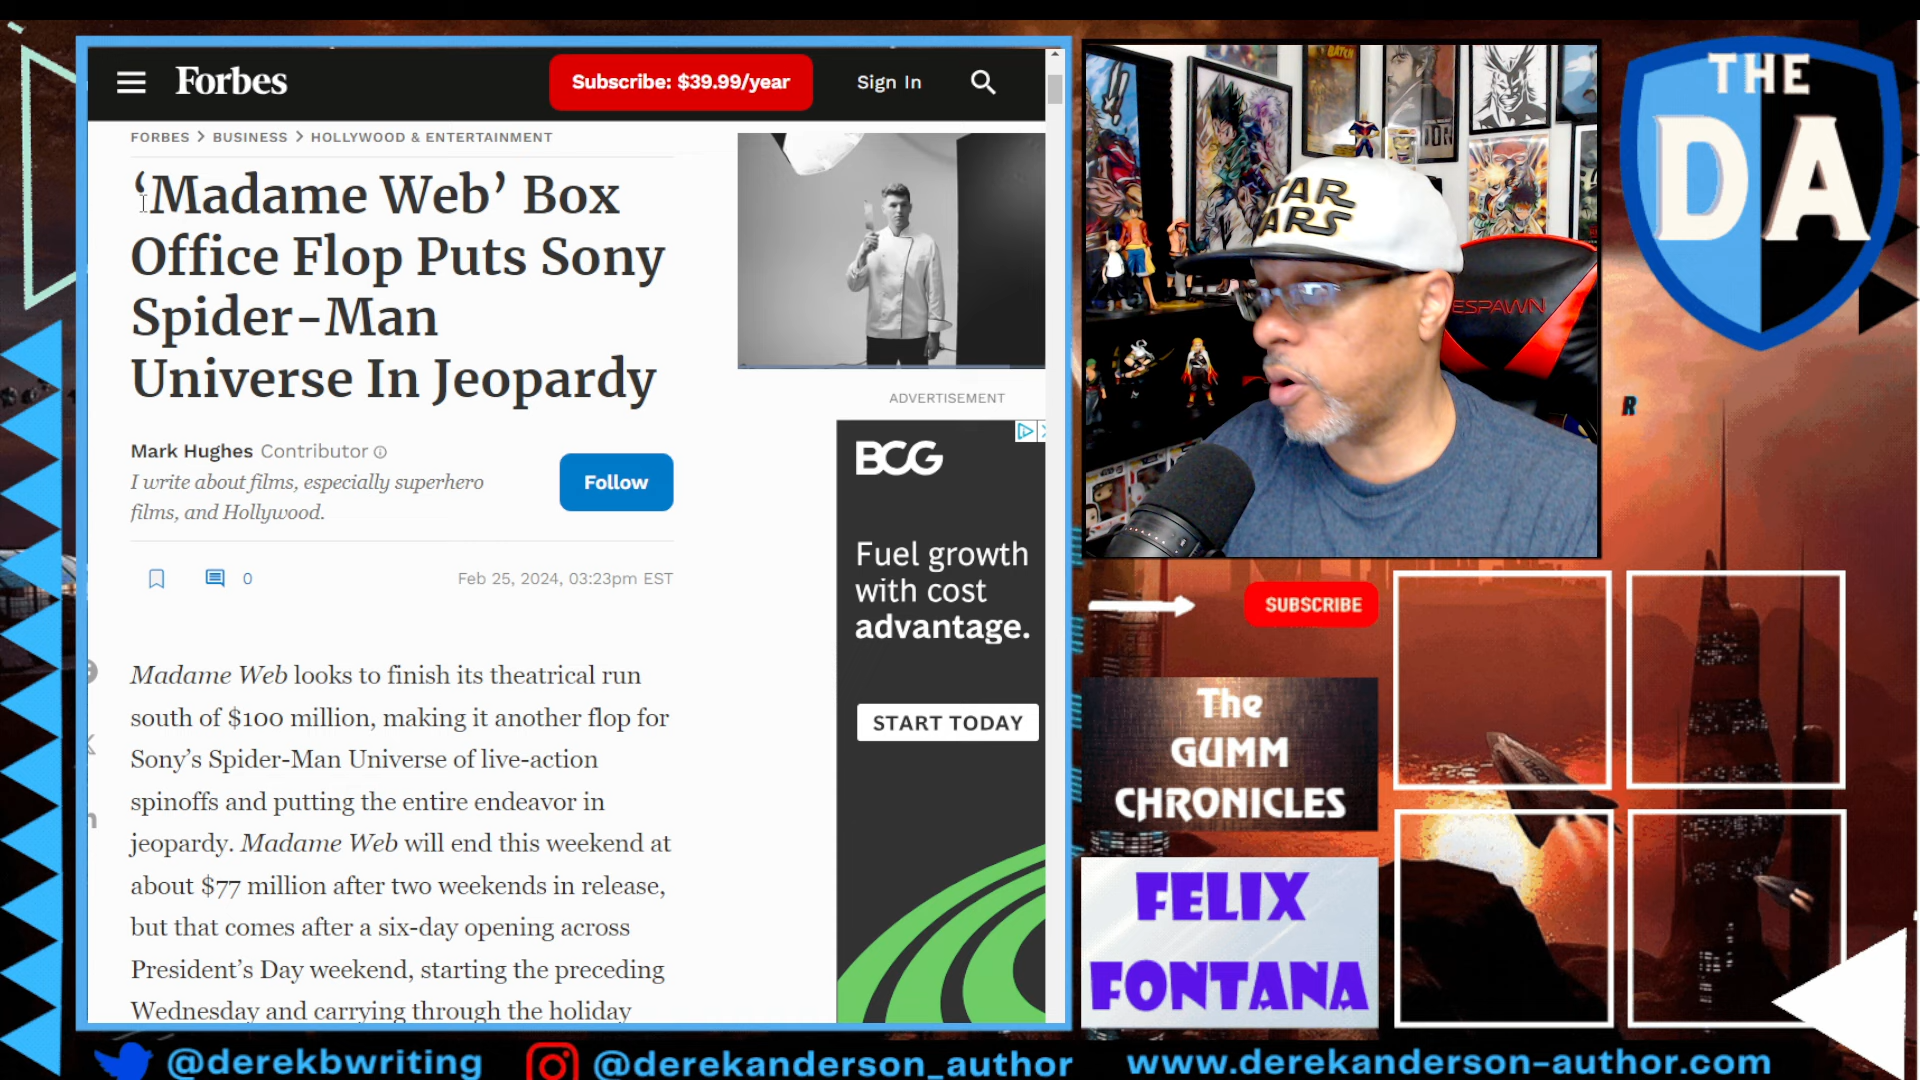 Forbes
Subscribe: $39.99/year
Sign In
FORBES > BUSINESS > HOLLYWOOD & ENTERTAINMENT
‘Madame Web’ Box
Office Flop Puts Sony
Spider-Man
Universe In Jeopardy
Mark Hughes Contributor
I write about films, especially superhero
films, and Hollywood.
Follow
0
Feb 25, 2024, 03:23pm EST
Madame Web looks to finish its theatrical run
south of $100 million, making it another flop for
Sony’s Spider-Man Universe of live-action
spinoffs and putting the entire endeavor in
jeopardy. Madame Web will end this weekend at
about $77 million after two weekends in release,
but that comes after a six-day opening across
President’s Day weekend, starting the preceding
Wednesday and carrying through the holiday
ADVERTISEMENT
BCG
Fuel growth
with cost
advantage.
START TODAY
TAR
ARS
ESPAWN
THE
DA
R
SUBSCRIBE
The
GUMM
CHRONICLES
FELIX
FONTANA
@derekbwriting
@derekanderson_author
www.derekanderson-author.com